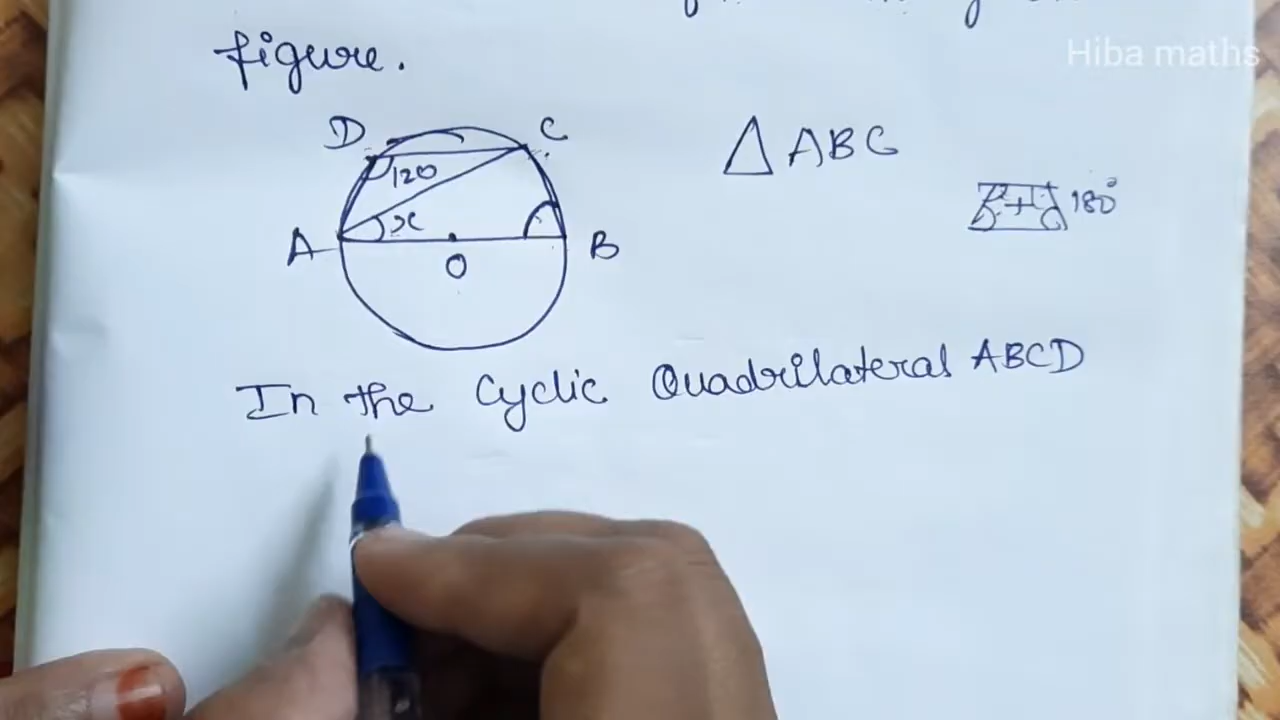 figure.
Hiba maths
D C
120
x
A B
O
△ ABC
180°
In the Cyclic Quadrilateral ABCD